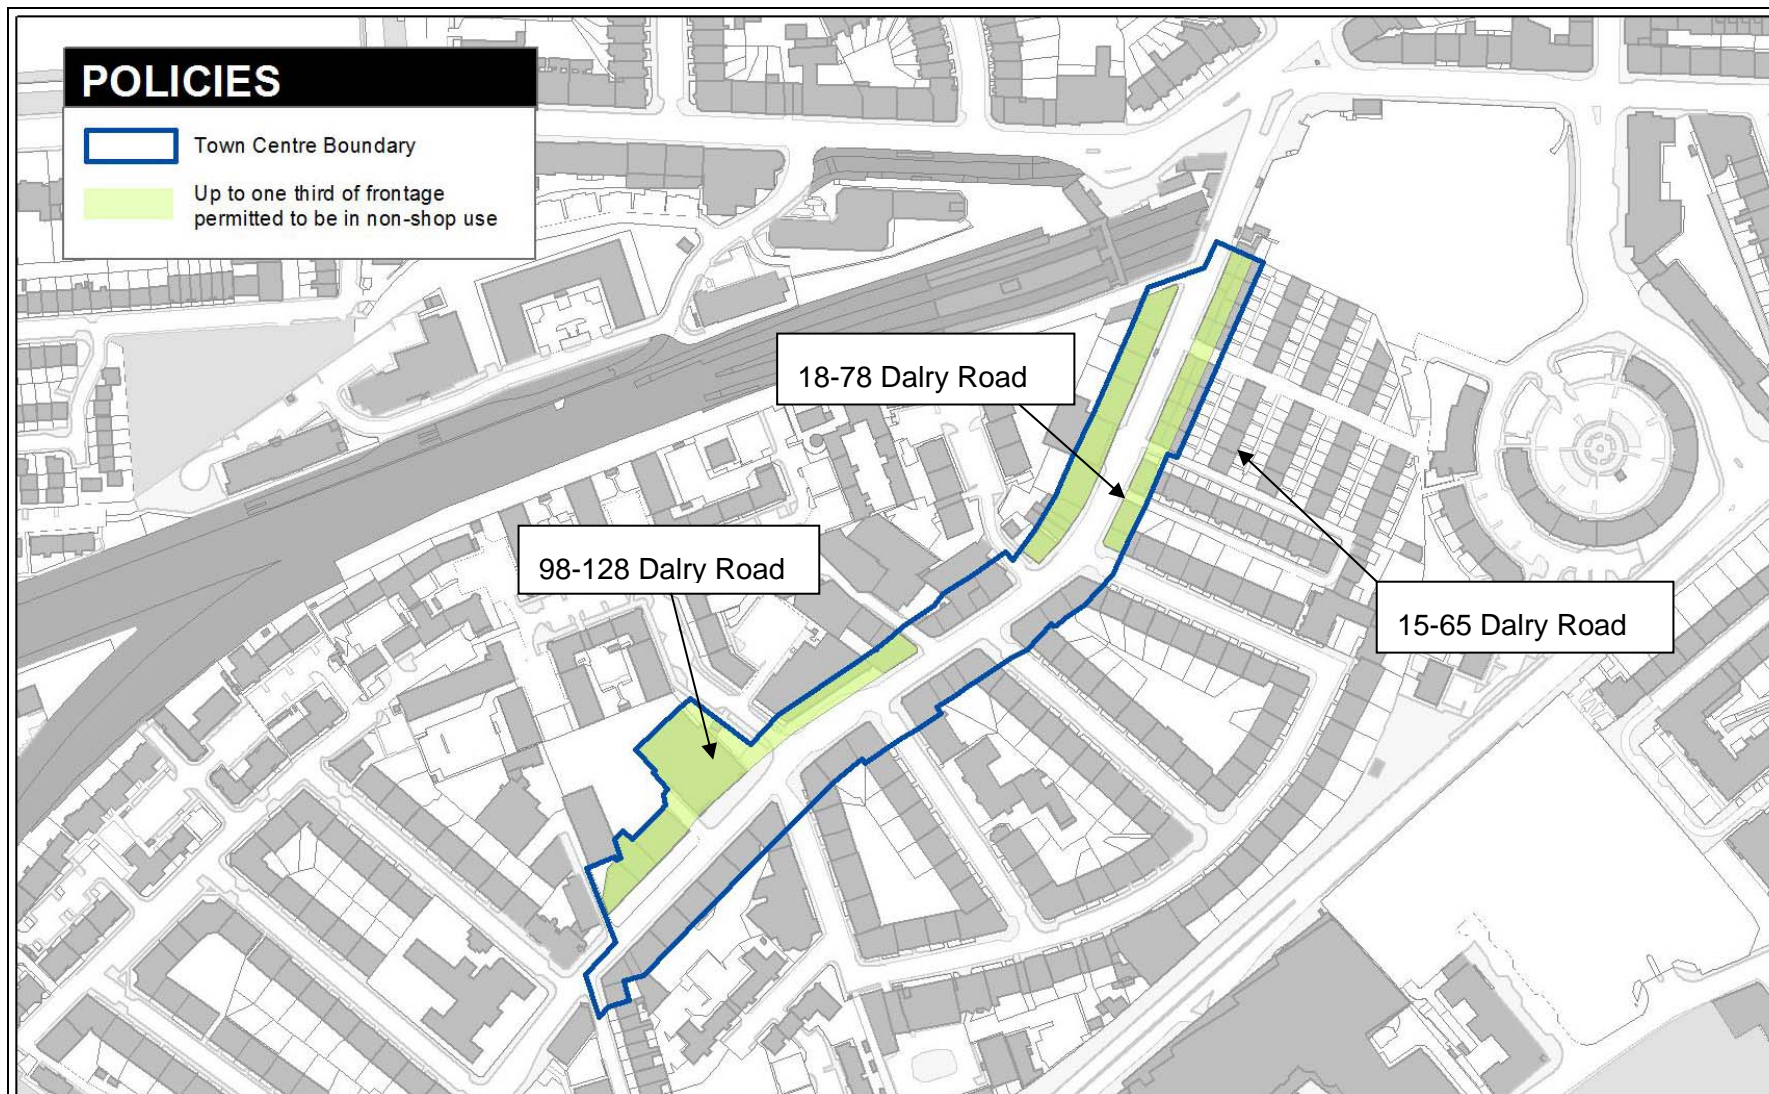 POLICIES
Town Centre Boundary
Up to one third of frontage
permitted to be in non-shop use
18-78 Dalry Road
98-128 Dalry Road
15-65 Dalry Road